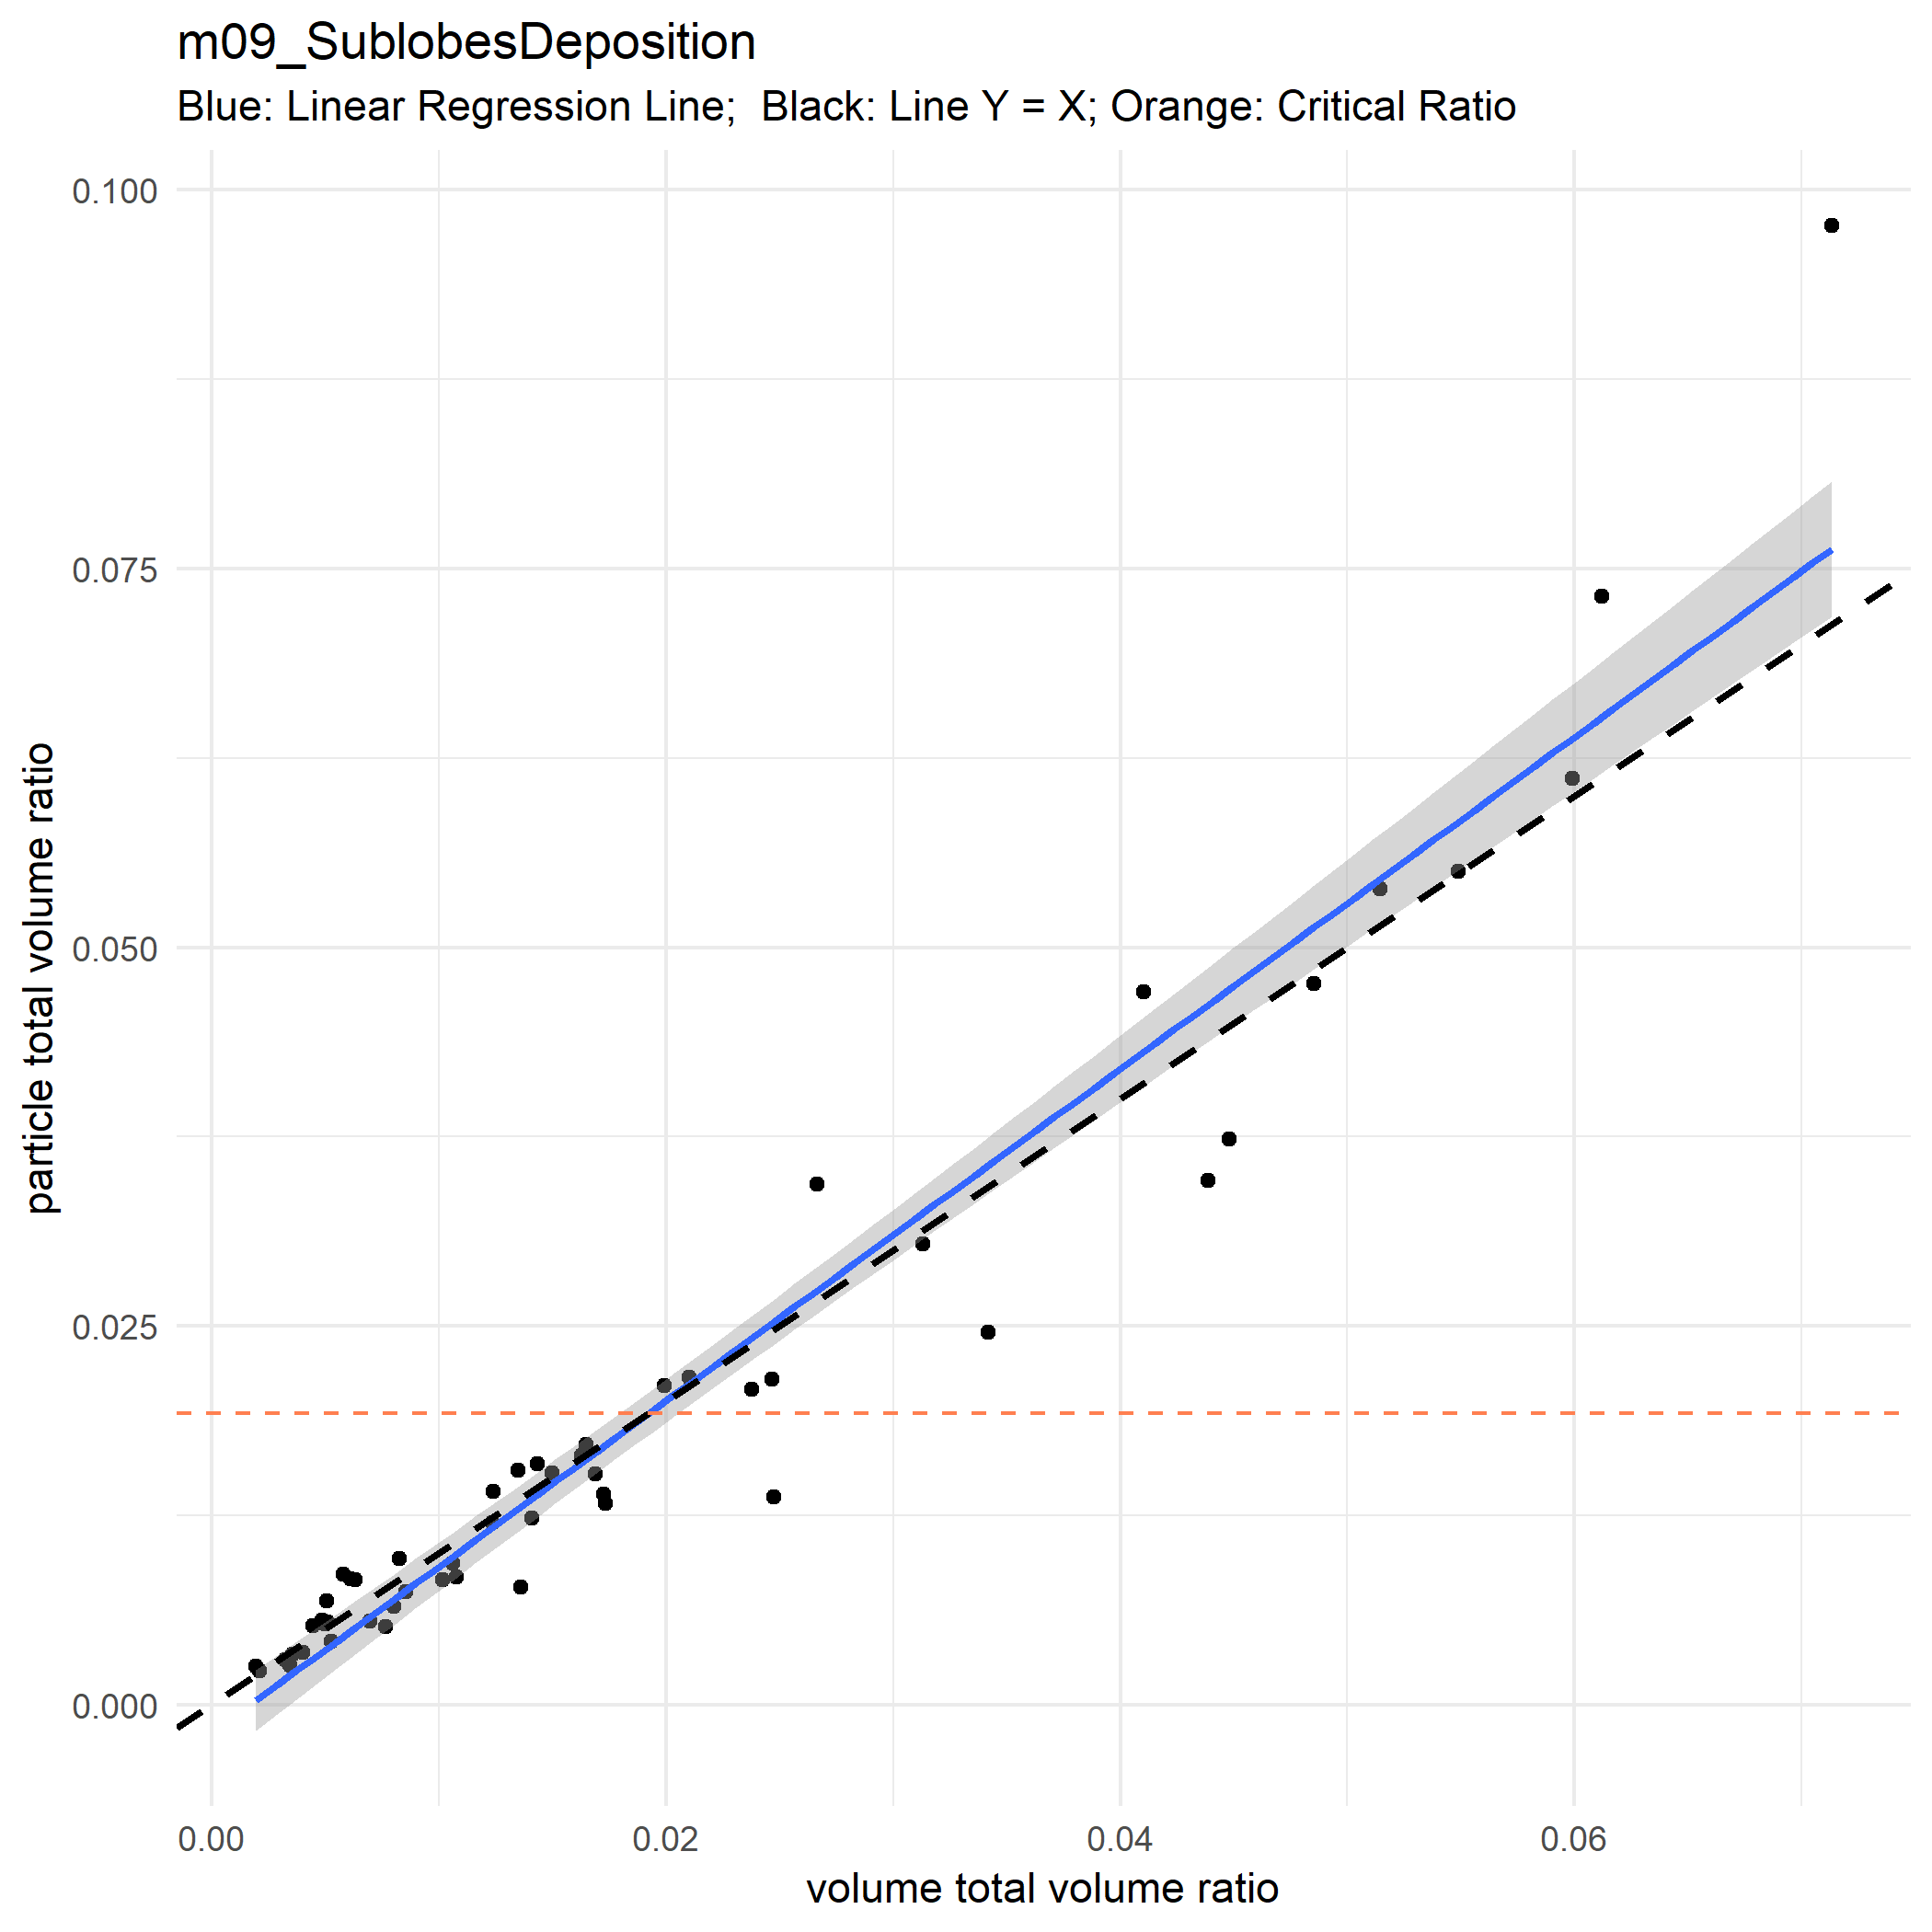 m09_SublobesDeposition
Blue: Linear Regression Line;  Black: Line Y = X; Orange: Critical Ratio
0.100
0.075
0.050
0.025
0.000
particle total volume ratio
0.00 0.02 0.04 0.06
volume total volume ratio